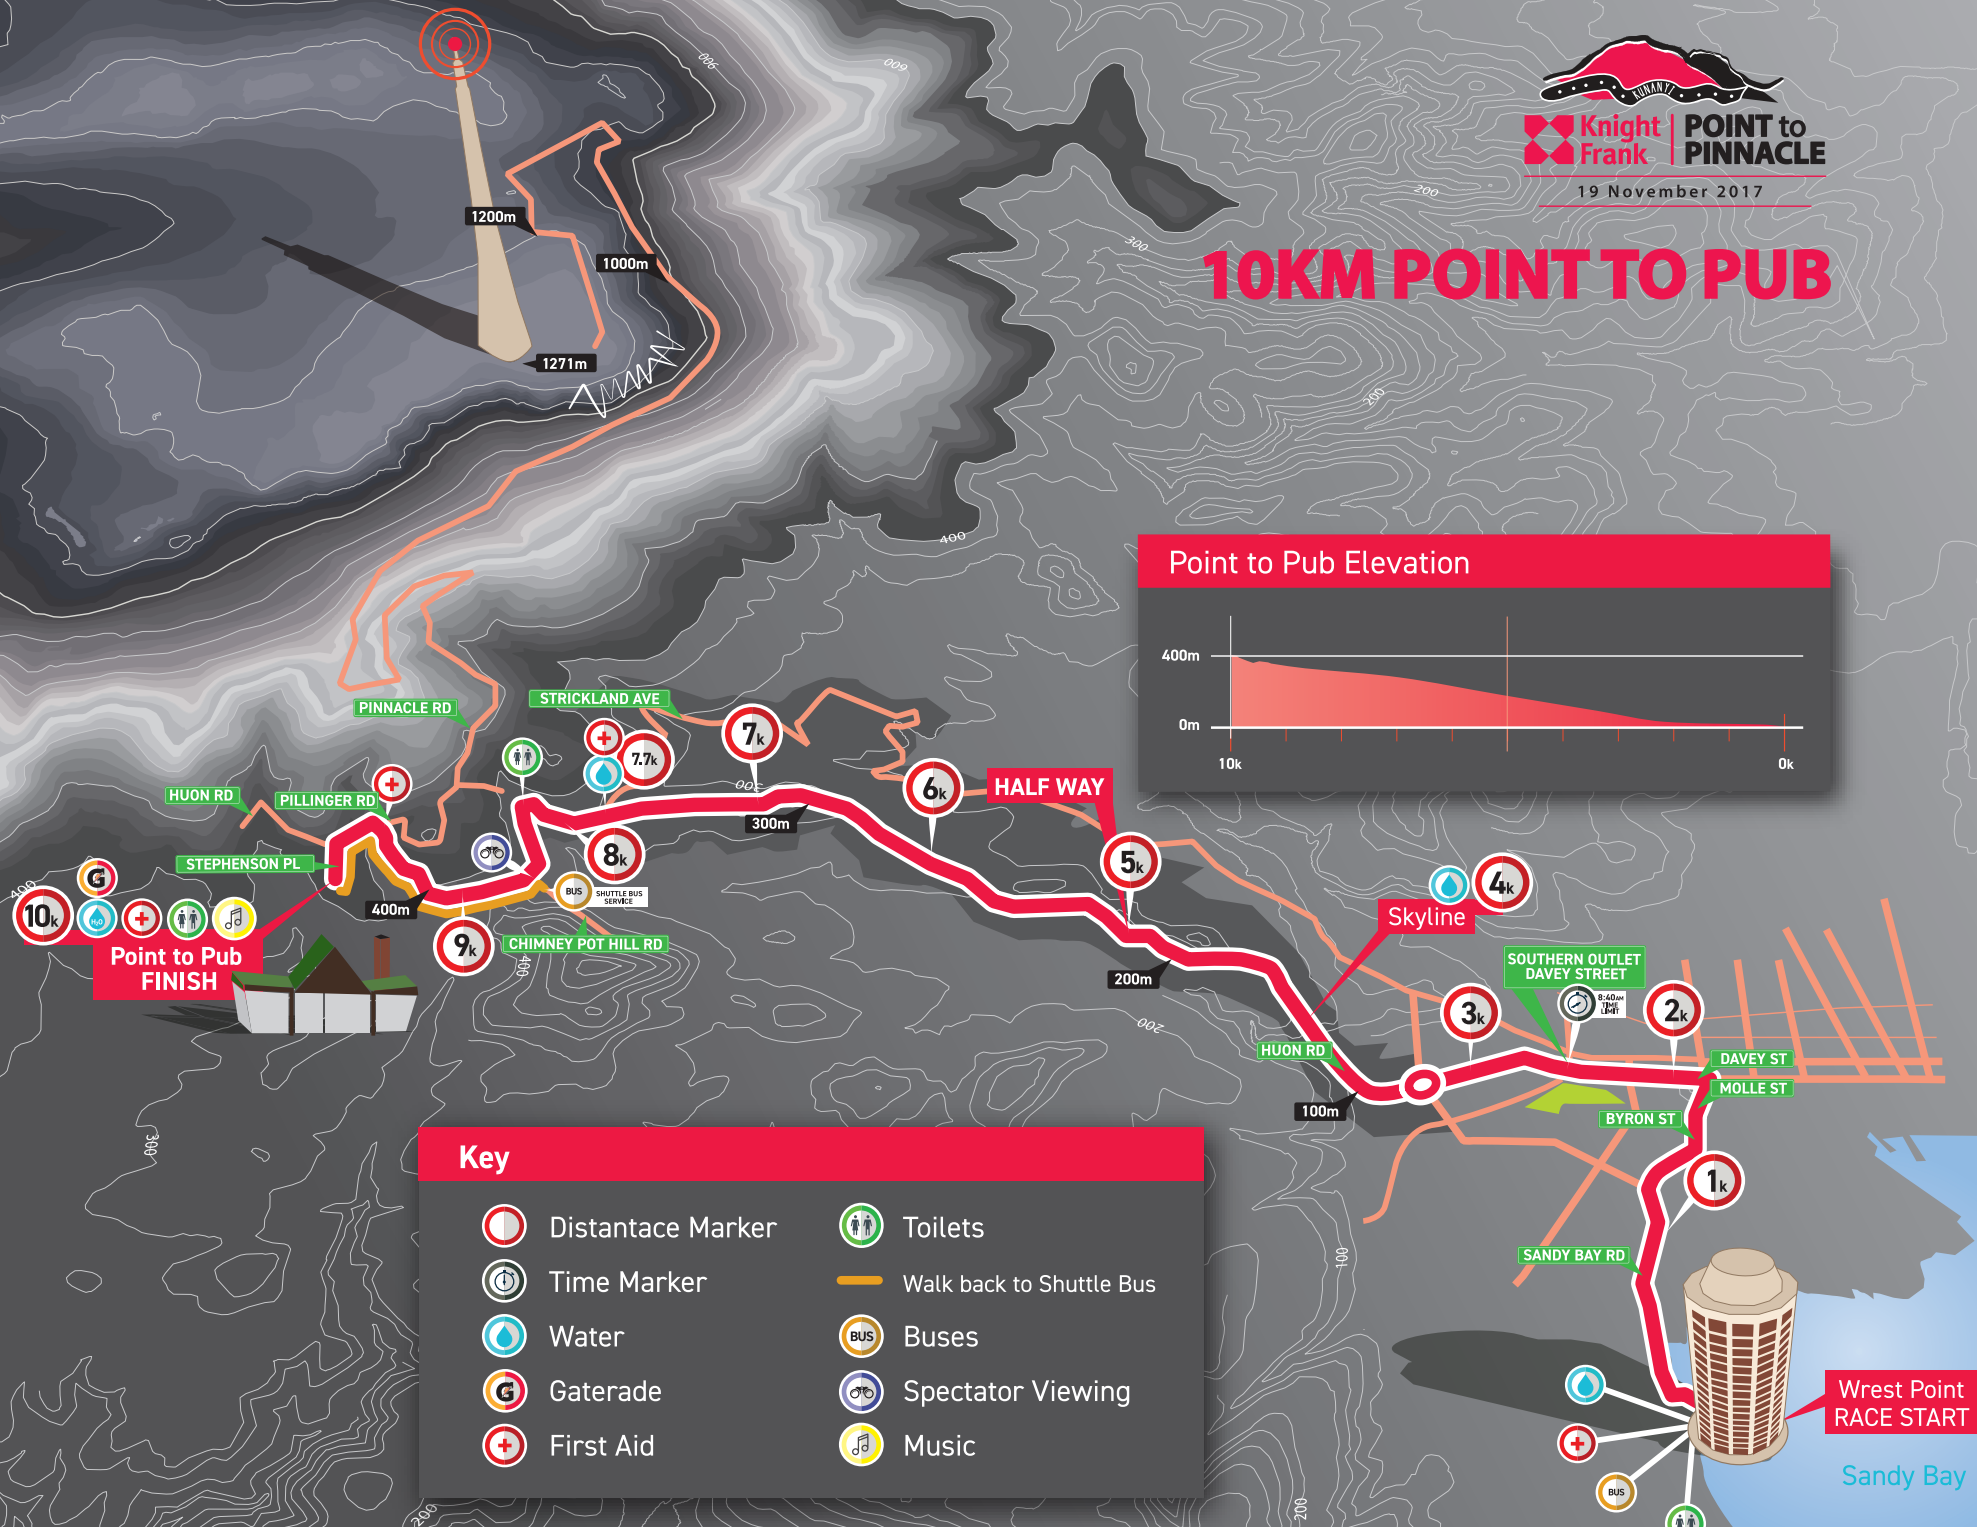 900
600
KUNANYI
Knight
Frank
POINT to
PINNACLE
19 November 2017
200
1200m
300
1000m
10KM POINT TO PUB
1271m
200
400
Point to Pub Elevation
400m
0m
10k
0k
PINNACLE RD
STRICKLAND AVE
7k
7.7k
300
6k
HALF WAY
HUON RD
PILLINGER RD
300m
STEPHENSON PL
8k
5k
BUS
SHUTTLE BUS
SERVICE
4k
Skyline
400
G
10k
H2O
400m
9k
CHIMNEY POT HILL RD
400
Point to Pub
FINISH
200m
200
SOUTHERN OUTLET
DAVEY STREET
8:40AM
TIME
LIMIT
3k
2k
HUON RD
DAVEY ST
MOLLE ST
100m
BYRON ST
300
1k
100
SANDY BAY RD
Key
Distantace Marker
Time Marker
Water
G
Gaterade
First Aid
Toilets
Walk back to Shuttle Bus
BUS
Buses
Spectator Viewing
Music
Wrest Point
RACE START
Sandy Bay
BUS
200
200